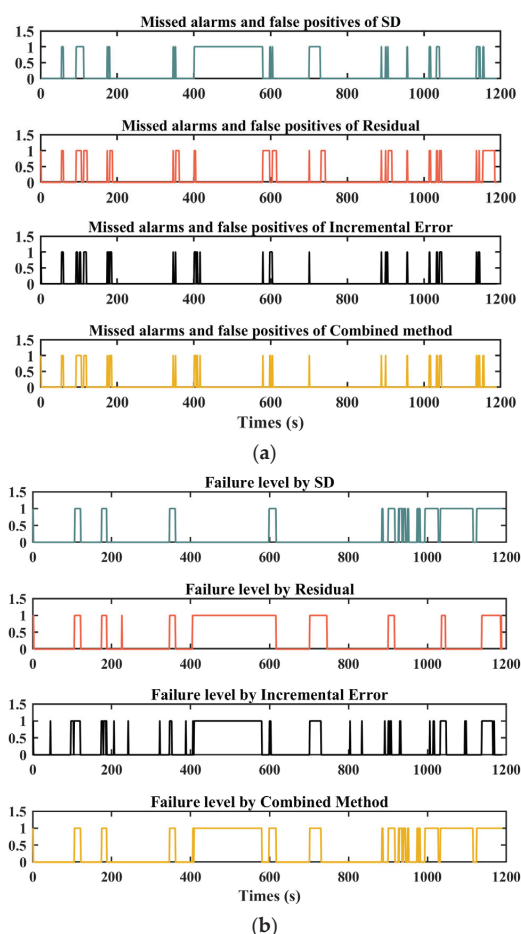 Missed alarms and false positives of SD
1.5
1
0.5
0
0 200 400 600 800 1000 1200
Missed alarms and false positives of Residual
1.5
1
0.5
0
0 200 400 600 800 1000 1200
Missed alarms and false positives of Incremental Error
1.5
1
0.5
0
0 200 400 600 800 1000 1200
Missed alarms and false positives of Combined method
1.5
1
0.5
0
0 200 400 600 800 1000 1200
Times (s)
(a)
Failure level by SD
1.5
1
0.5
0
0 200 400 600 800 1000 1200
Failure level by Residual
1.5
1
0.5
0
0 200 400 600 800 1000 1200
Failure level by Incremental Error
1.5
1
0.5
0
0 200 400 600 800 1000 1200
Failure level by Combined Method
1.5
1
0.5
0
0 200 400 600 800 1000 1200
Times (s)
(b)